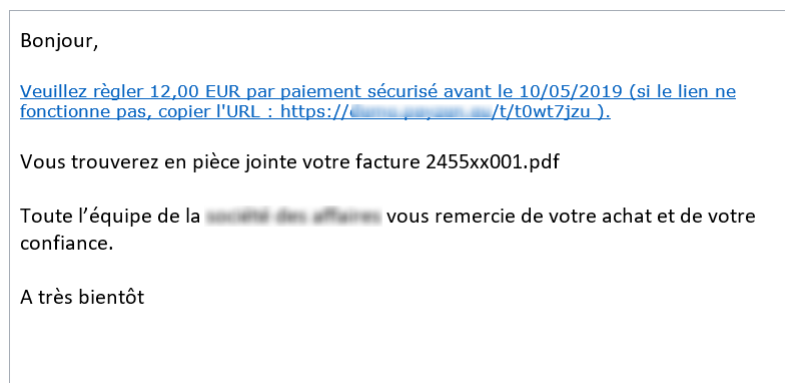 Bonjour,
Veuillez règler 12,00 EUR par paiement sécurisé avant le 10/05/2019 (si le lien ne
fonctionne pas, copier l'URL : https:// /t/t0wt7jzu ).
Vous trouverez en pièce jointe votre facture 2455xx001.pdf
Toute l’équipe de la vous remercie de votre achat et de votre
confiance.
A très bientôt